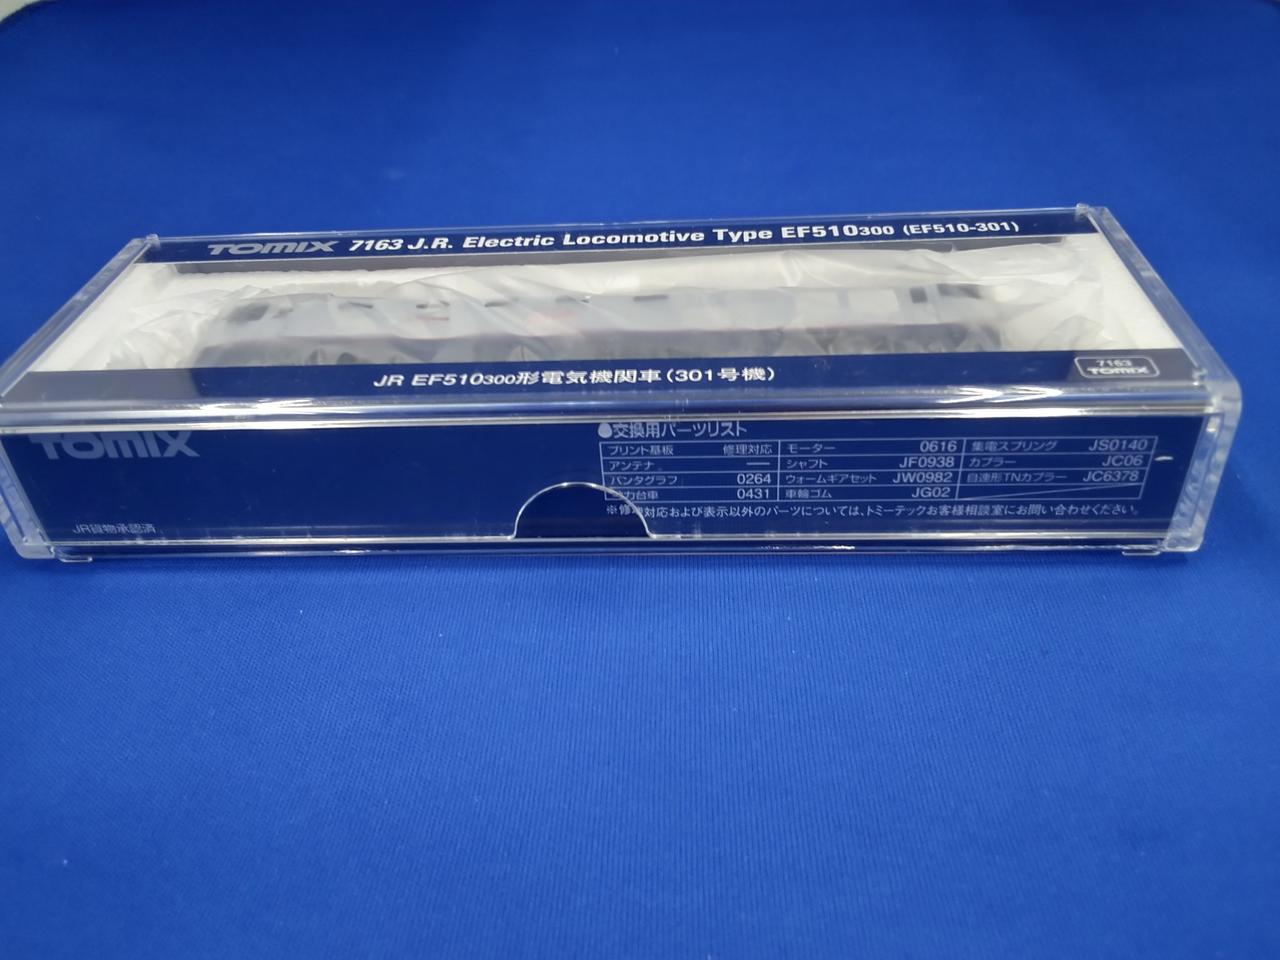 TOMIX 7163 J.R. Electric Locomotive Type EF510300 (EF510-301)
JR EF510300形電気機関車(301号機)
7163
TOMIX
TOMIX
●交換用パーツリスト
プリント基板 修理対応 モーター 0616 集電スプリング JS0140
アンテナ — シャフト JF0938 カプラー JC06
パンタグラフ 0264 ウォームギアセット JW0982 自連形TNカプラー JC6378
動力台車 0431 車輪ゴム JG02
※修理対応および表示以外のパーツについては、トミーテックお客様相談室にお問い合わせください。
JR貨物承認済